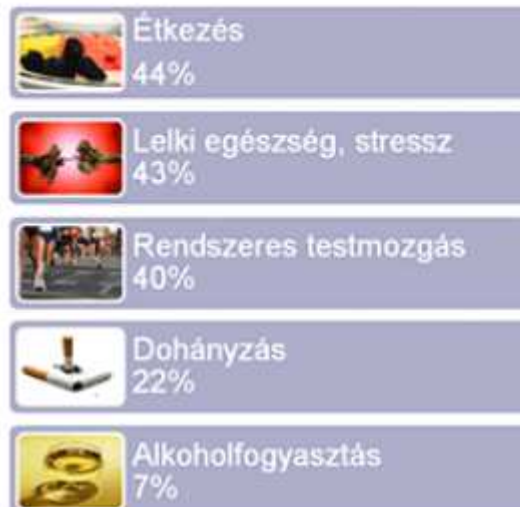 Étkezés
44%
Lelki egészség, stressz
43%
Rendszeres testmozgás
40%
Dohányzás
22%
Alkoholfogyasztás
7%